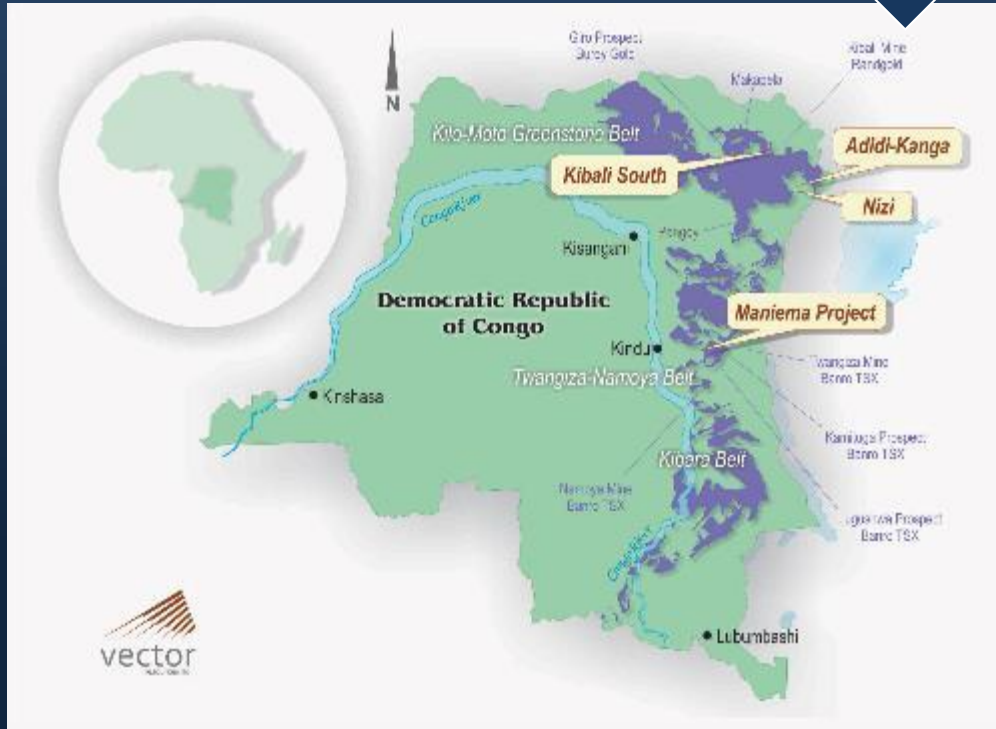 Giro Prospect
Burey Gold
Kibali Mine
Randgold
Makapela
N
Kilo-Moto Greenstone Belt
Adidi-Kanga
Kibali South
Nizi
Congo River
Kisangani
Democratic Republic
of Congo
Maniema Project
Kindu
Twangiza Mine
Banro TSX
Twangiza-Namoya Belt
Kinshasa
Kamituga Prospect
Banro TSX
Kibara Belt
Namoya Mine
Banro TSX
Prospect
Banro TSX
Lubumbashi
vector